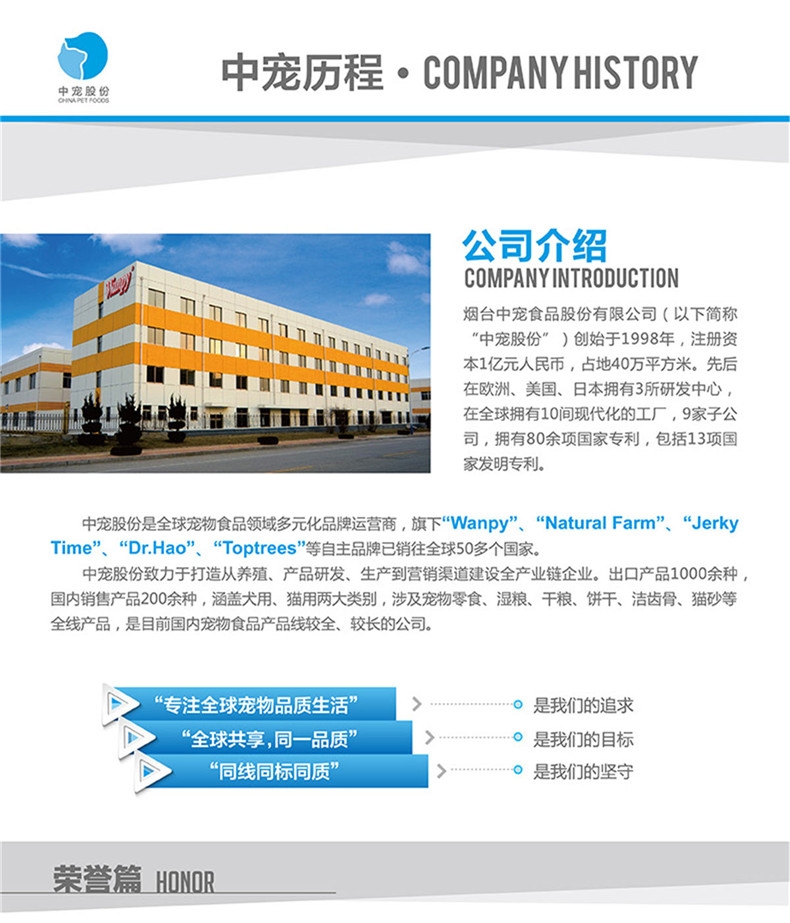 中宠股份
CHINA PET FOODS
中宠历程·COMPANY HISTORY
Wanpy
公司介绍
COMPANY INTRODUCTION
烟台中宠食品股份有限公司（以下简称
“中宠股份”）创始于1998年，注册资
本1亿元人民币，占地40万平方米。先后
在欧洲、美国、日本拥有3所研发中心，
在全球拥有10间现代化的工厂，9家子公
司，拥有80余项国家专利，包括13项国
家发明专利。
中宠股份是全球宠物食品领域多元化品牌运营商，旗下“Wanpy”、“Natural Farm”、“Jerky
Time”、“Dr.Hao”、“Toptrees”等自主品牌已销往全球50多个国家。
中宠股份致力于打造从养殖、产品研发、生产到营销渠道建设全产业链企业。出口产品1000余种，
国内销售产品200余种，涵盖犬用、猫用两大类别，涉及宠物零食、湿粮、干粮、饼干、洁齿骨、猫砂等
全线产品，是目前国内宠物食品产品线较全、较长的公司。
“专注全球宠物品质生活” 是我们的追求
“全球共享，同一品质” 是我们的目标
“同线同标同质” 是我们的坚守
荣誉篇 HONOR